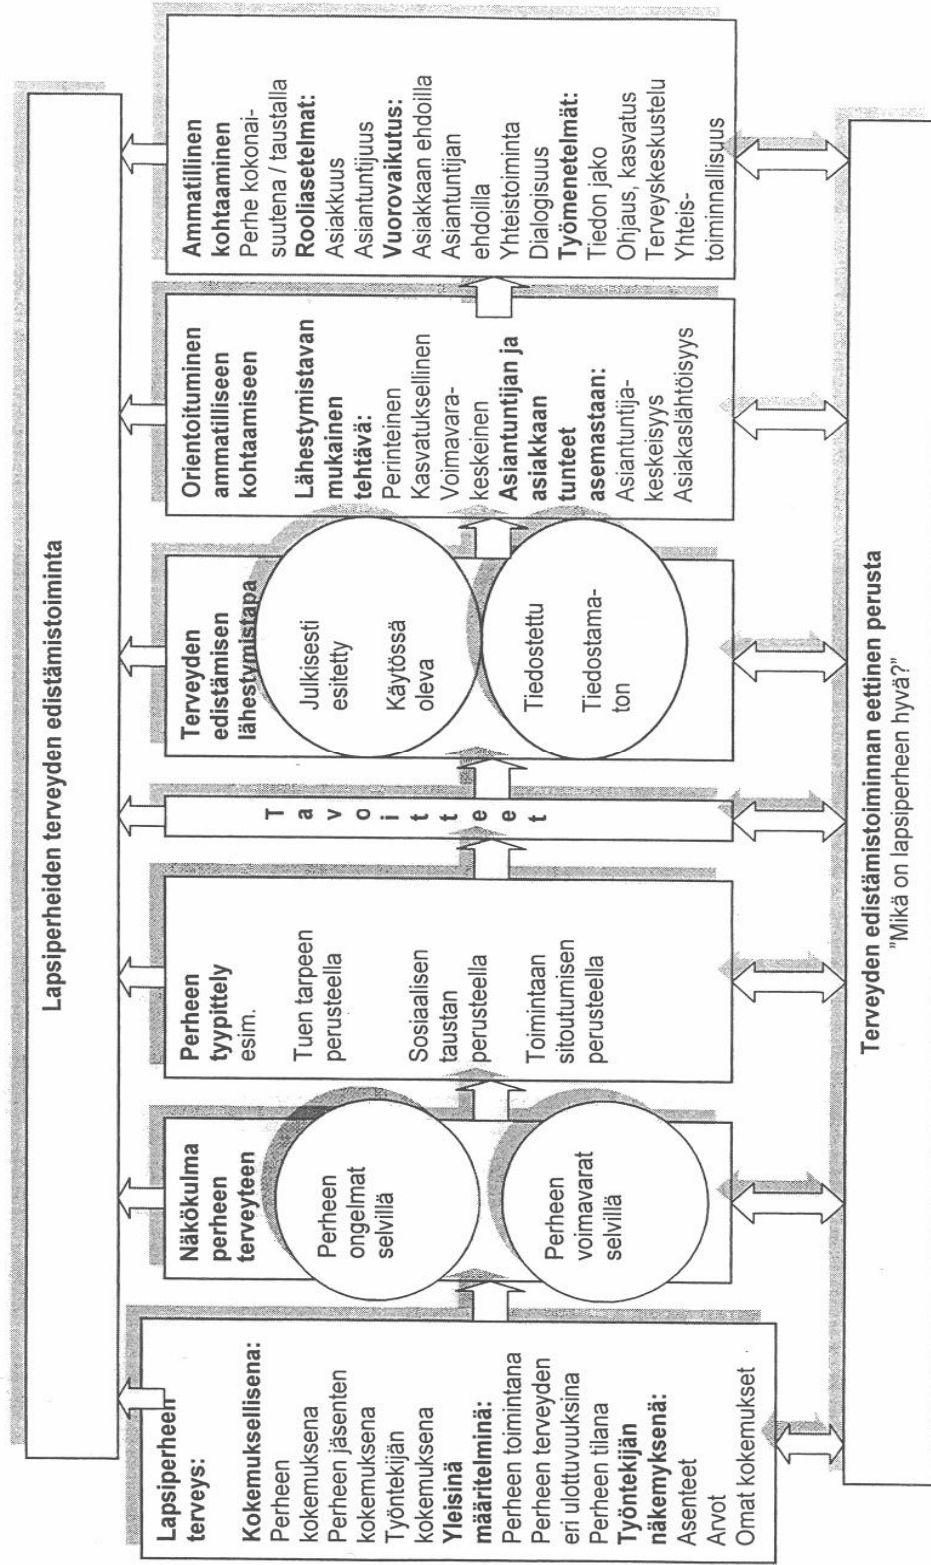 Lapsiperheiden terveyden edistämistoiminta
Lapsiperheen
terveys:
Kokemuksellisena:
Perheen
kokemuksena
Perheen jäsenten
kokemuksena
Työntekijän
kokemuksena
Yleisinä
määritelminä:
Perheen toimintana
Perheen terveyden
eri ulottuvuuksina
Perheen tilana
Työntekijän
näkemyksenä:
Asenteet
Arvot
Omat kokemukset
Näkökulma
perheen
terveyteen
Perheen
ongelmat
selvillä
Perheen
voimavarat
selvillä
Perheen
tyypittely
esim.
Tuen tarpeen
perusteella
Sosiaalisen
taustan
perusteella
Toimintaan
sitoutumisen
perusteella
Tavoitteet
Terveyden
edistämisen
lähestymistapa
Julkisesti
esitetty
Käytössä
oleva
Tiedostettu
Tiedostama-
ton
Orientoituminen
ammatilliseen
kohtaamiseen
Lähestymistavan
mukainen
tehtävä:
Perinteinen
Kasvatuksellinen
Voimavara-
keskeinen
Asiantuntijan ja
asiakkaan
tunteet
asemastaan:
Asiantuntija-
keskeisyys
Asiakaslähtöisyys
Ammatillinen
kohtaaminen
Perhe kokonai-
suutena / taustalla
Rooliasetelmat:
Asiakkuus
Asiantuntijuus
Vuorovaikutus:
Asiakkaan ehdoilla
Asiantuntijan
ehdoilla
Yhteistoiminta
Dialogisuus
Työmenetelmät:
Tiedon jako
Ohjaus, kasvatus
Terveyskeskustelu
Yhteis-
toiminnallisuus
Terveyden edistämistoiminnan eettinen perusta
"Mikä on lapsiperheen hyvä?"